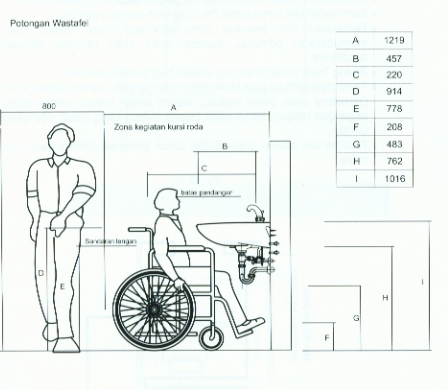 Potongan Wastafel
A 1219
B 457
C 220
D 914
E 778
F 208
G 483
H 762
I 1016
800
A
Zona kegiatan kursi roda
B
C
batas pandangan
Sandaran lengan
D
E
F
G
H
I